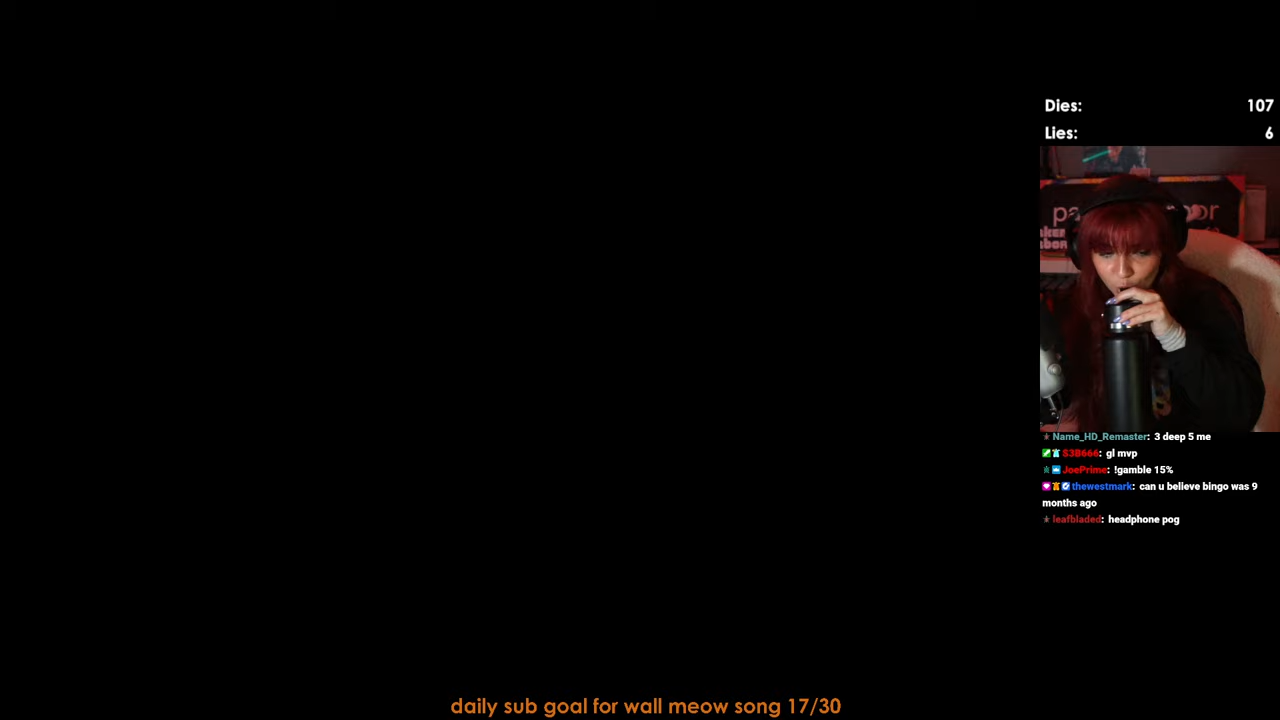 Dies: 107
Lies: 6
Name_HD_Remaster: 3 deep 5 me
S3B666: gl mvp
JoePrime: !gamble 15%
thewestmark: can u believe bingo was 9
months ago
leafbladed: headphone pog
daily sub goal for wall meow song 17/30